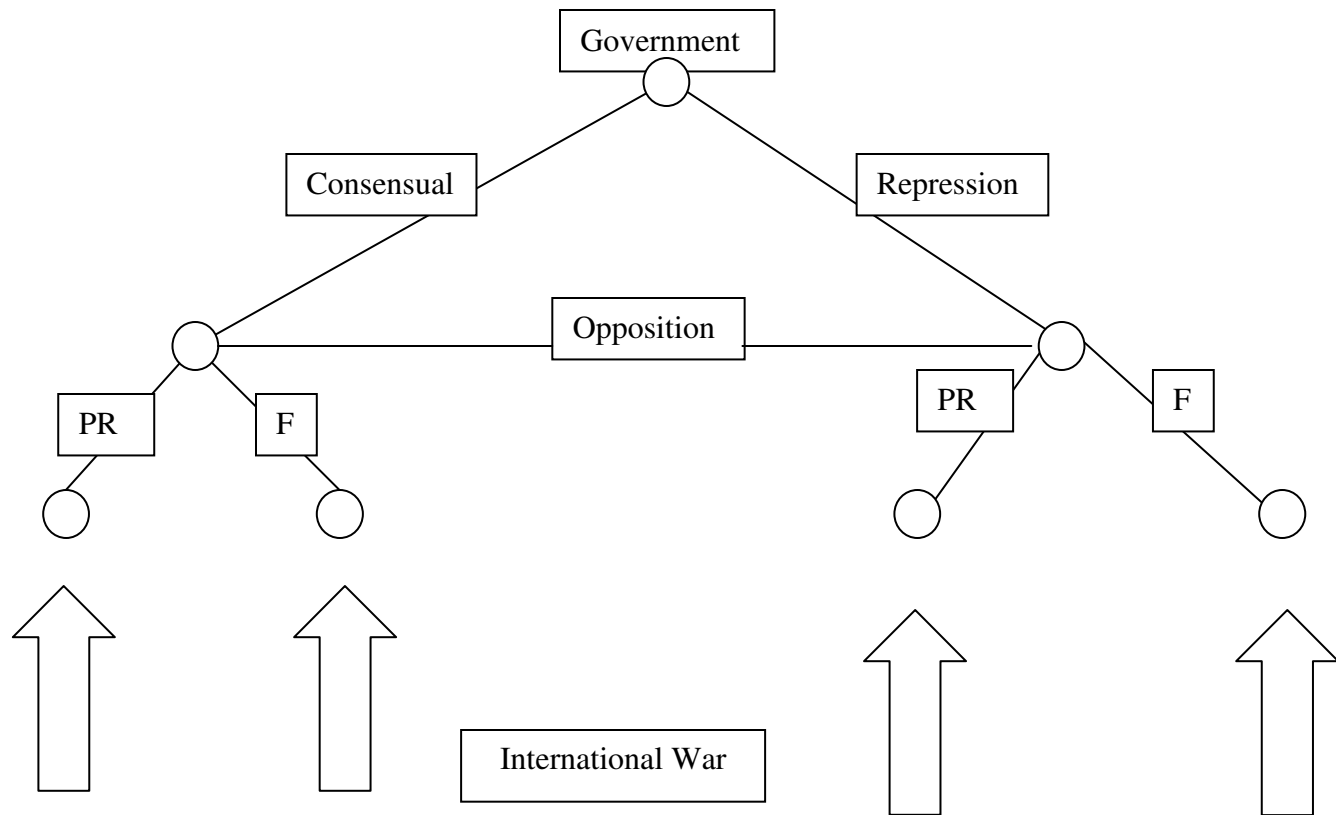 Government
Consensual
Repression
Opposition
PR
F
PR
F
International War